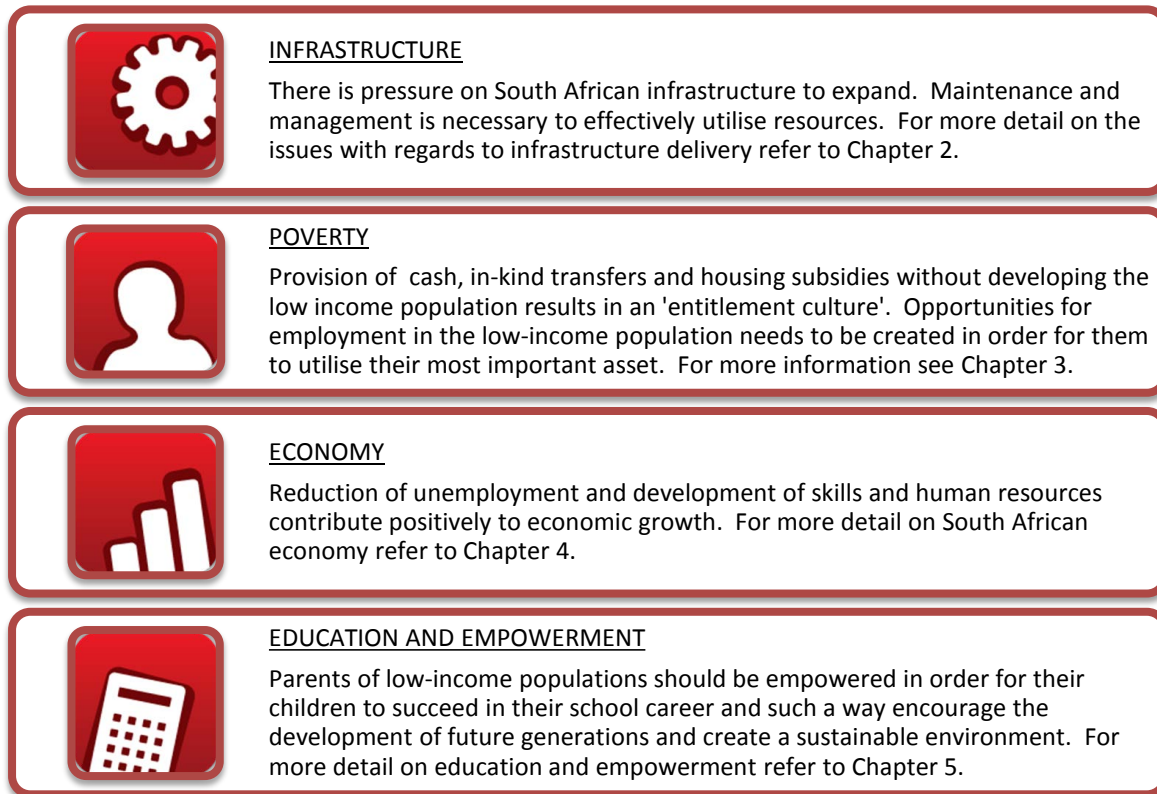 INFRASTRUCTURE
There is pressure on South African infrastructure to expand.  Maintenance and
management is necessary to effectively utilise resources.  For more detail on the
issues with regards to infrastructure delivery refer to Chapter 2.
POVERTY
Provision of  cash, in-kind transfers and housing subsidies without developing the
low income population results in an 'entitlement culture'.  Opportunities for
employment in the low-income population needs to be created in order for them
to utilise their most important asset.  For more information see Chapter 3.
ECONOMY
Reduction of unemployment and development of skills and human resources
contribute positively to economic growth.  For more detail on South African
economy refer to Chapter 4.
EDUCATION AND EMPOWERMENT
Parents of low-income populations should be empowered in order for their
children to succeed in their school career and such a way encourage the
development of future generations and create a sustainable environment.  For
more detail on education and empowerment refer to Chapter 5.